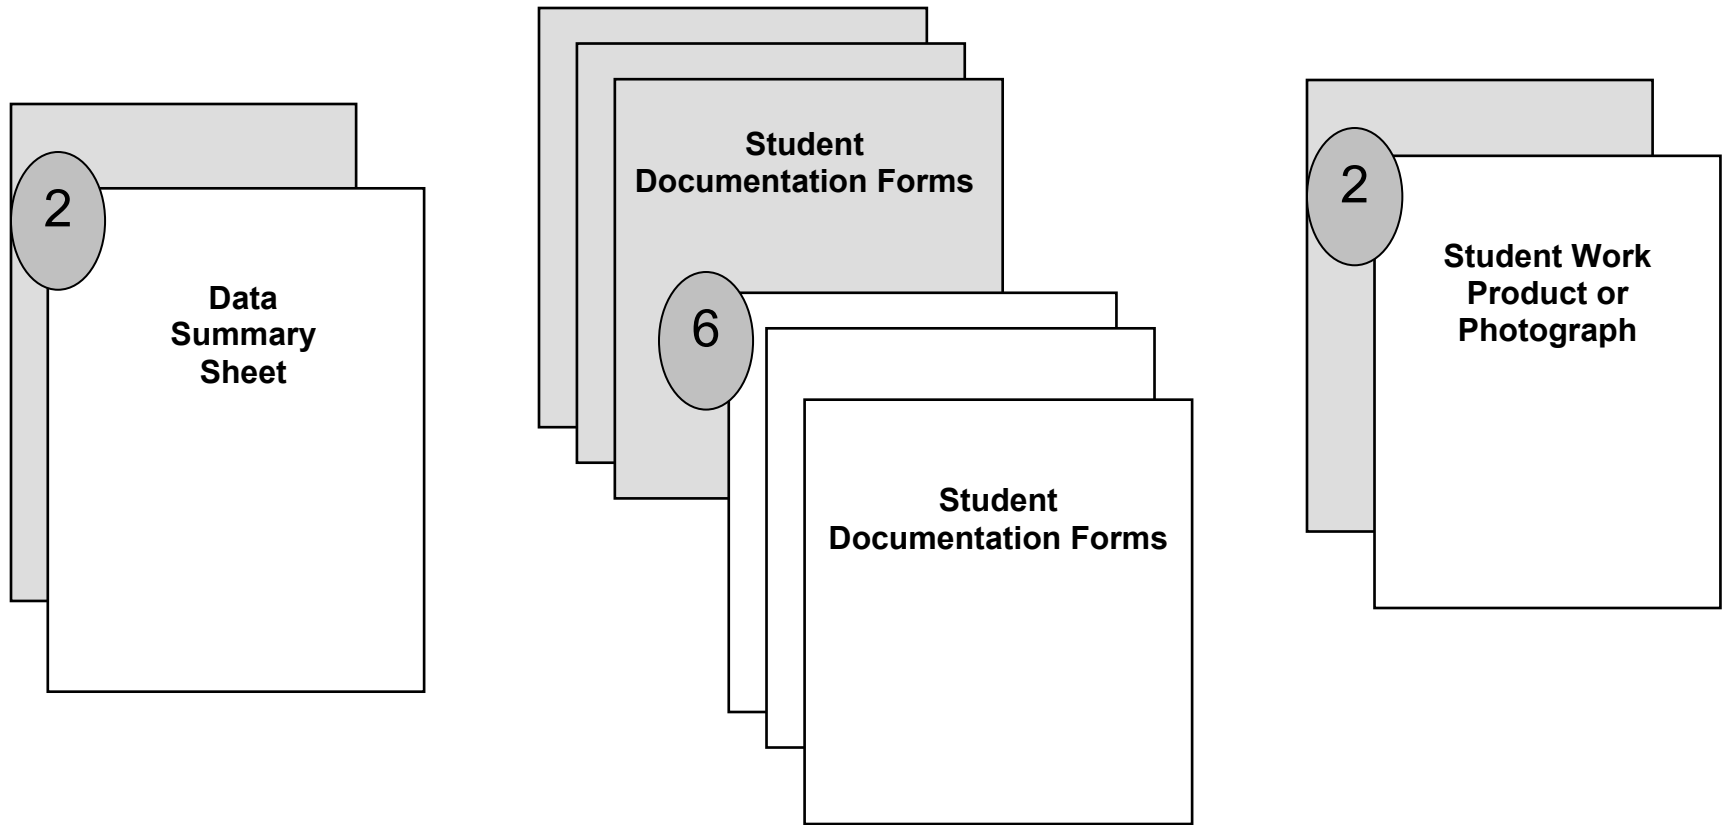 2
Data
Summary
Sheet
Student
Documentation Forms
6
Student
Documentation Forms
2
Student Work
Product or
Photograph